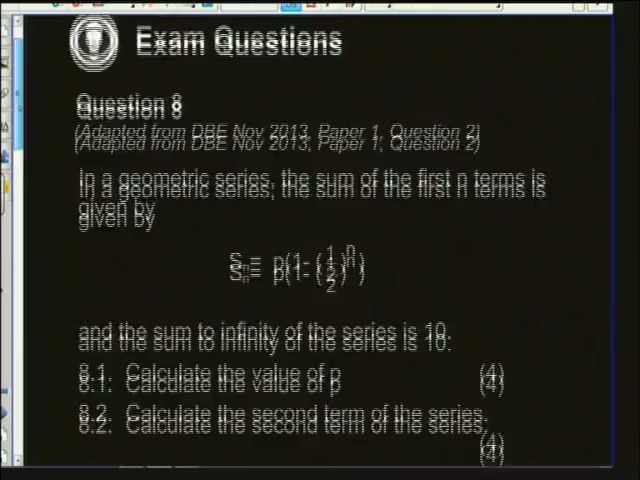 Exam Questions
Question 8
(Adapted from DBE Nov 2013, Paper 1, Question 2)
In a geometric series, the sum of the first n terms is
given by
Sₙ = p(1 - (1/2)ⁿ)
and the sum to infinity of the series is 10.
8.1. Calculate the value of p (4)
8.2. Calculate the second term of the series.
(4)